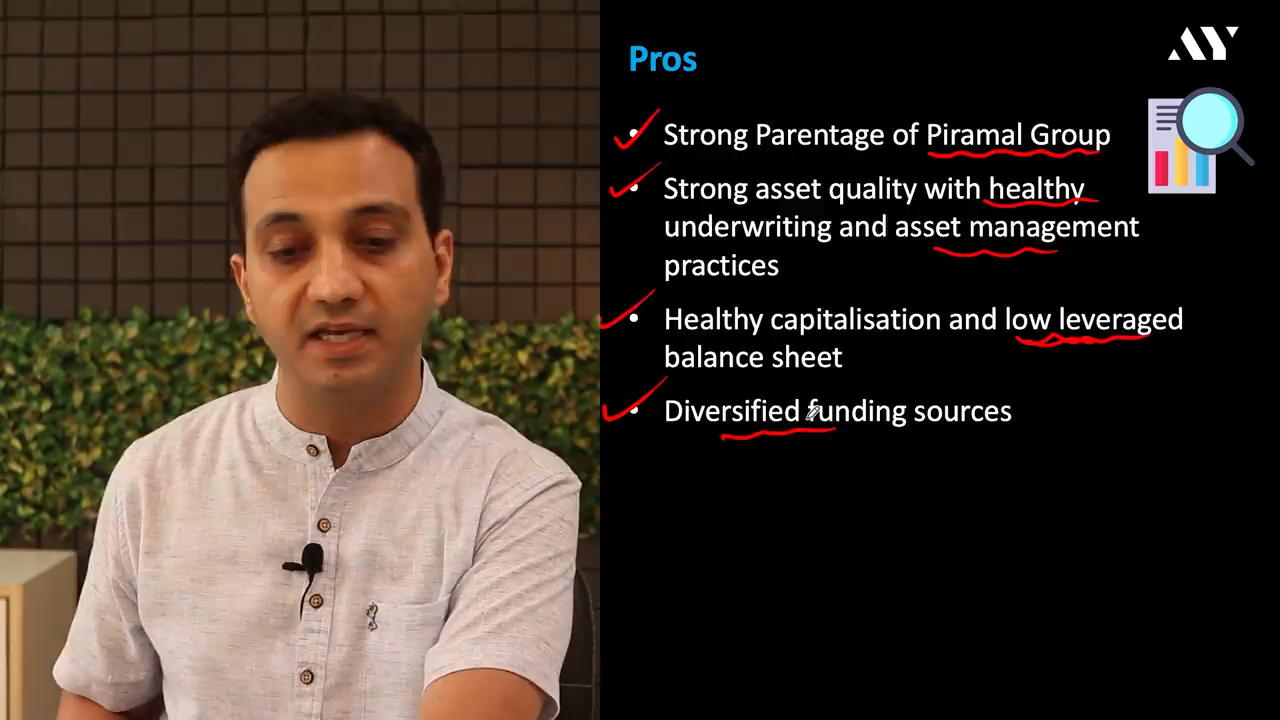 Pros
AY
• Strong Parentage of Piramal Group
• Strong asset quality with healthy
underwriting and asset management
practices
• Healthy capitalisation and low leveraged
balance sheet
• Diversified funding sources